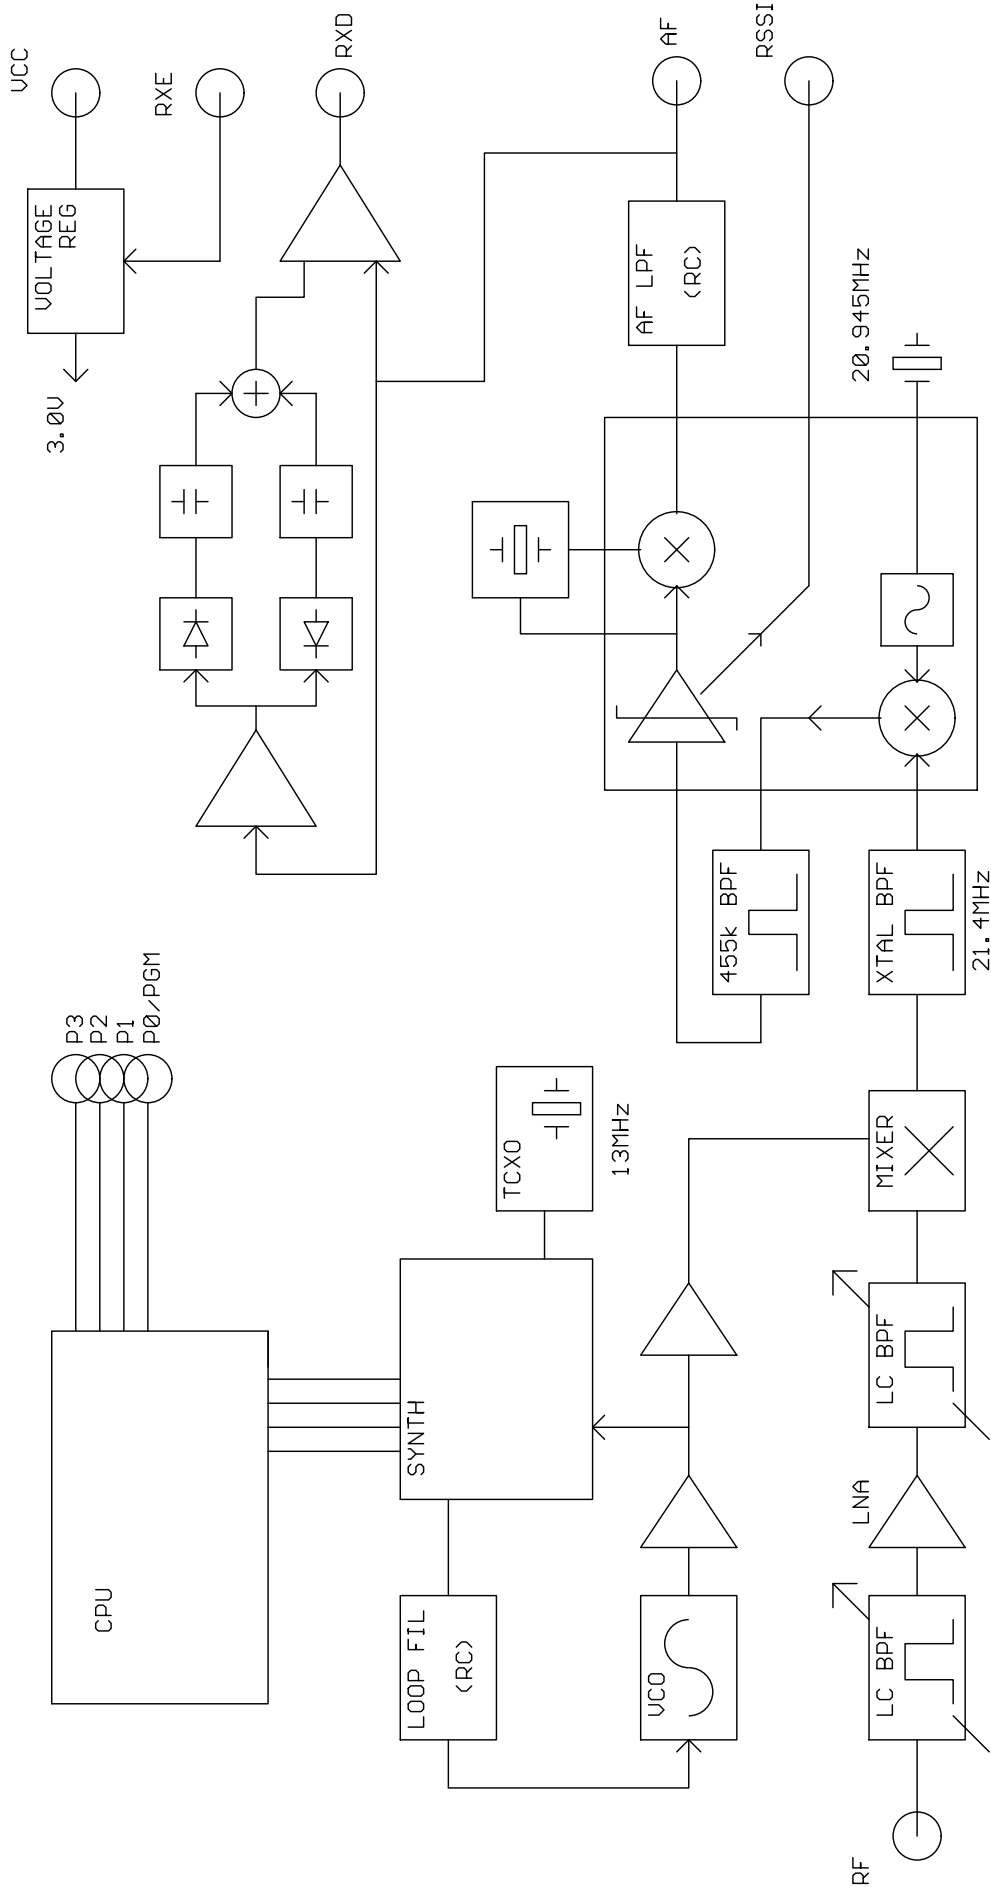 CPU
P3
P2
P1
P0/PGM
3.0V
VOLTAGE
REG
VCC
RXE
RXD
LOOP FIL
(RC)
SYNTH
TCXO
13MHz
VCO
455k BPF
AF LPF
(RC)
AF
RSSI
RF
LC BPF
LNA
LC BPF
MIXER
XTAL BPF
21.4MHz
20.945MHz